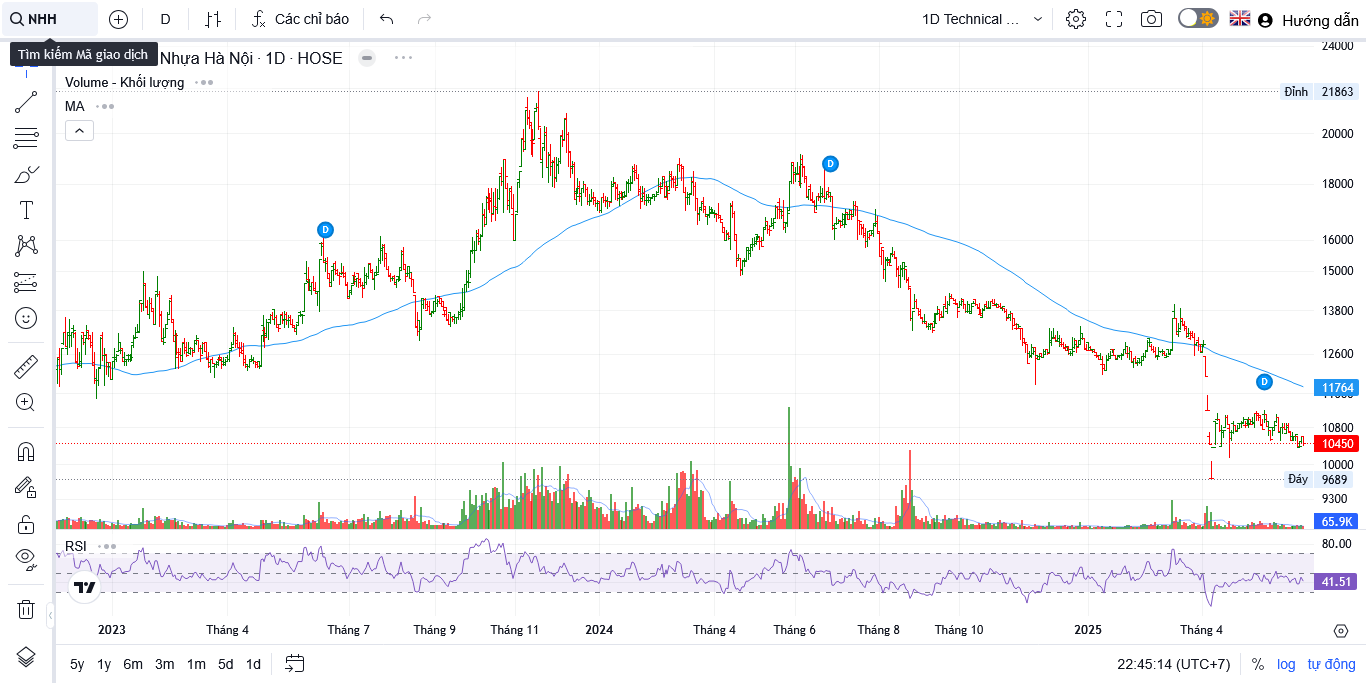 NHH
D
Các chỉ báo
1D Technical ...
Hướng dẫn
Tìm kiếm Mã giao dịch
Nhựa Hà Nội · 1D · HOSE
Volume - Khối lượng
MA
24000
Đỉnh 21863
20000
18000
16000
15000
13800
12600
11764
10800
10450
10000
Đáy 9689
9300
65.9K
D
D
D
RSI
80.00
41.51
2023
Tháng 4
Tháng 7
Tháng 9
Tháng 11
2024
Tháng 4
Tháng 6
Tháng 8
Tháng 10
2025
Tháng 4
5y 1y 6m 3m 1m 5d 1d
22:45:14 (UTC+7)
% log tự động